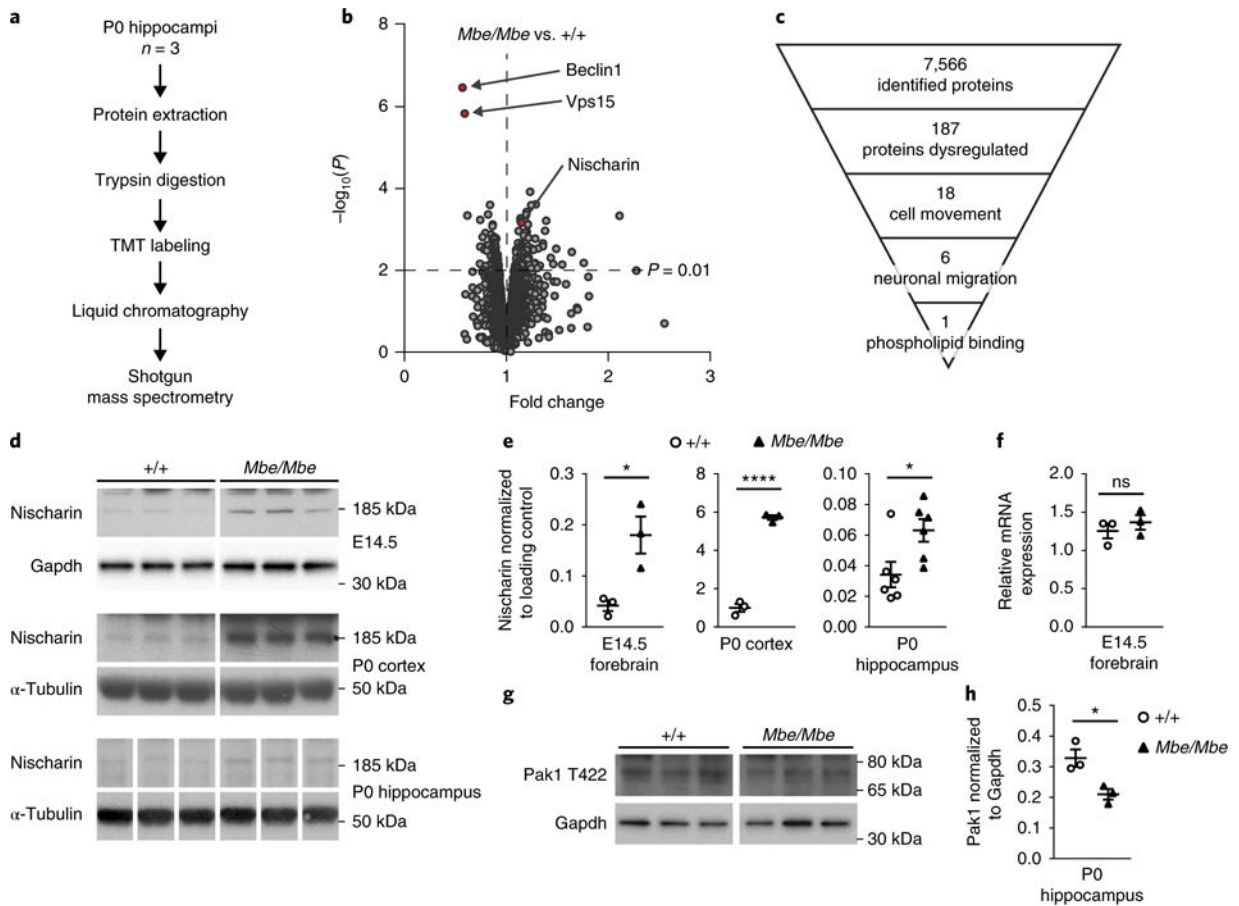 a
P0 hippocampi
n = 3
Protein extraction
Trypsin digestion
TMT labeling
Liquid chromatography
Shotgun
mass spectrometry
b
Mbe/Mbe vs. +/+
Beclin1
Vps15
Nischarin
P = 0.01
–log10(P)
8
6
4
2
0
0
1
2
3
Fold change
c
7,566
identified proteins
187
proteins dysregulated
18
cell movement
6
neuronal migration
1
phospholipid binding
d
+/+
Mbe/Mbe
Nischarin
185 kDa
E14.5
Gapdh
30 kDa
Nischarin
185 kDa
P0 cortex
α-Tubulin
50 kDa
Nischarin
185 kDa
P0 hippocampus
α-Tubulin
50 kDa
e
+/+
Mbe/Mbe
Nischarin normalized
to loading control
0.3
0.2
0.1
0.0
*
E14.5
forebrain
8
6
4
2
0
****
P0 cortex
0.10
0.08
0.06
0.04
0.02
0.00
*
P0
hippocampus
f
Relative mRNA
expression
2.0
1.5
1.0
0.5
0.0
ns
E14.5
forebrain
g
+/+
Mbe/Mbe
Pak1 T422
80 kDa
65 kDa
Gapdh
30 kDa
h
Pak1 normalized
to Gapdh
0.5
0.4
0.3
0.2
0.1
0.0
*
+/+
Mbe/Mbe
P0
hippocampus